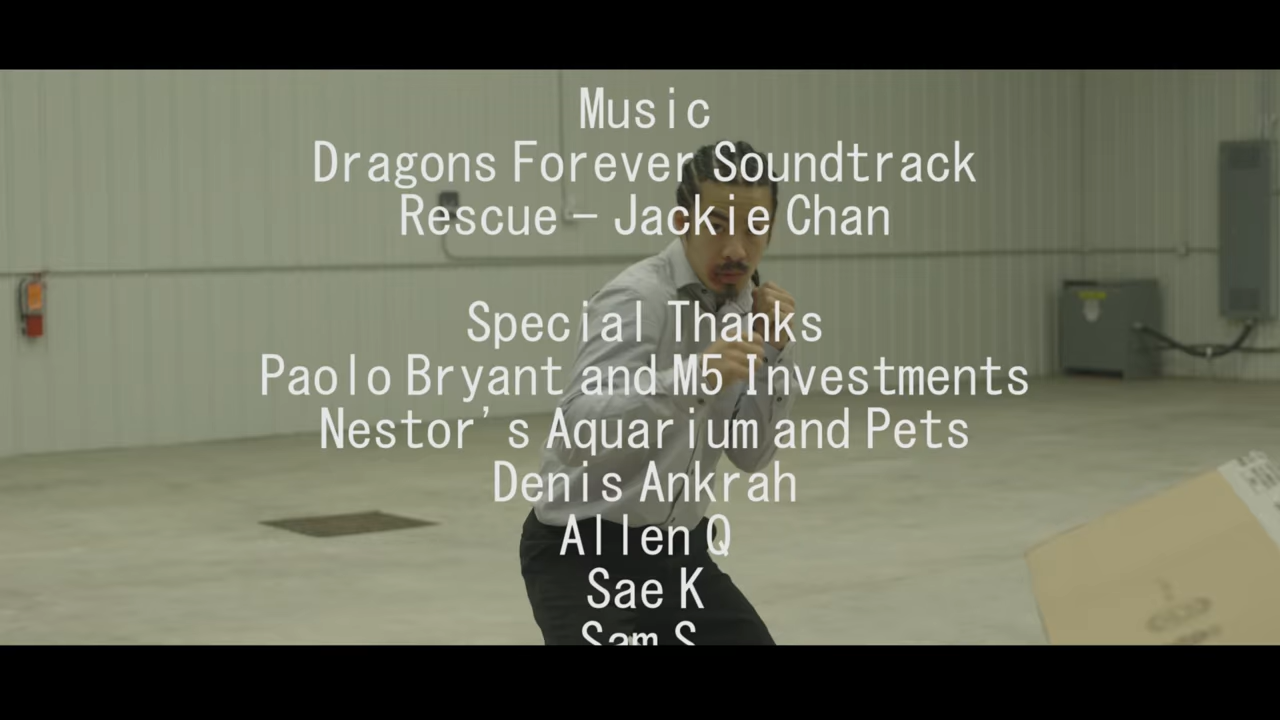 Music
Dragons Forever Soundtrack
Rescue – Jackie Chan
Special Thanks
Paolo Bryant and M5 Investments
Nestor's Aquarium and Pets
Denis Ankrah
Allen Q
Sae K
Sam S